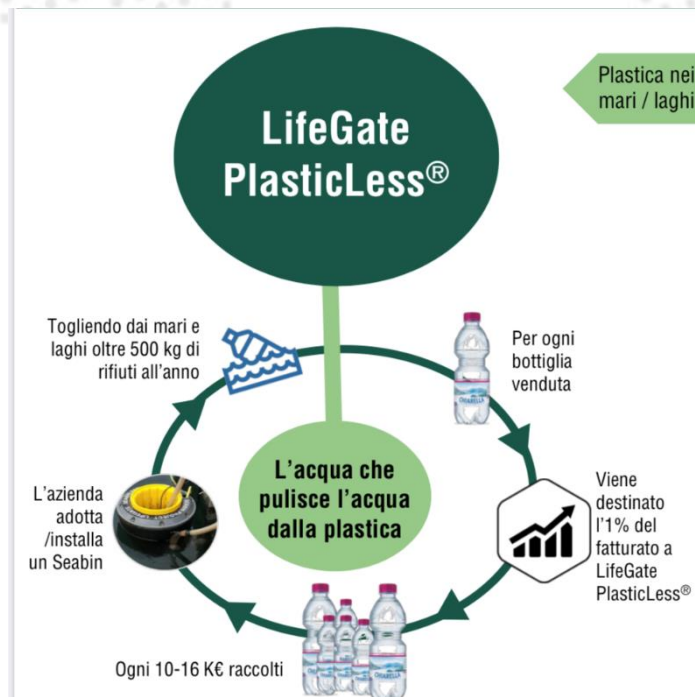 LifeGate
PlasticLess®
Plastica nei
mari / laghi
Togliendo dai mari e
laghi oltre 500 kg di
rifiuti all'anno
Per ogni
bottiglia
venduta
L'acqua che
pulisce l'acqua
dalla plastica
L'azienda
adotta
/installa
un Seabin
Viene
destinato
l'1% del
fatturato a
LifeGate
PlasticLess®
Ogni 10-16 K€ raccolti
CHIARELLA